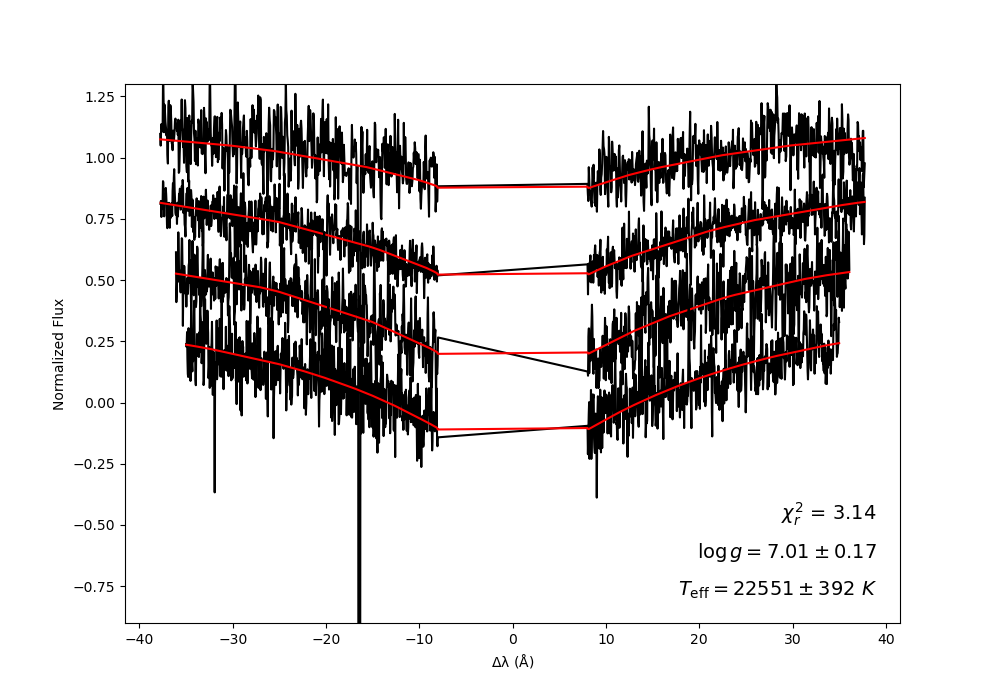 1.25
1.00
0.75
0.50
0.25
0.00
−0.25
−0.50
−0.75
Normalized Flux
χ²ᵣ = 3.14
log g = 7.01 ± 0.17
T_eff = 22551 ± 392 K
−40 −30 −20 −10 0 10 20 30 40
Δλ (Å)